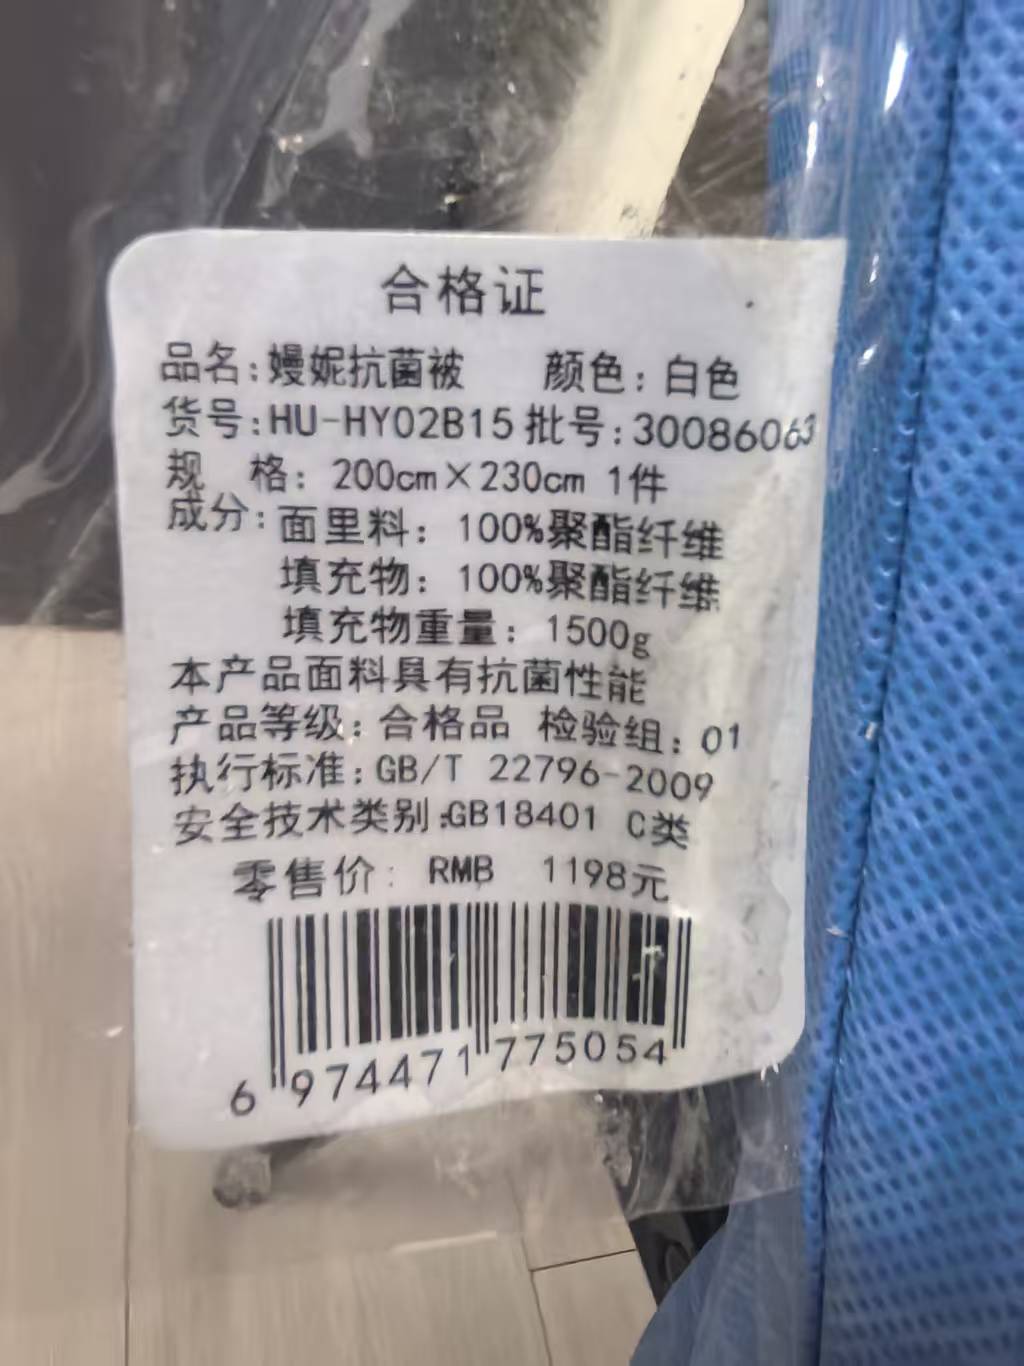 合格证
品名:嫚妮抗菌被 颜色:白色
货号:HU-HY02B15 批号:30086063
规 格: 200cm×230cm 1件
成分:面里料: 100%聚酯纤维
填充物: 100%聚酯纤维
填充物重量: 1500g
本产品面料具有抗菌性能
产品等级: 合格品 检验组: 01
执行标准:GB/T 22796-2009
安全技术类别:GB18401 C类
零售价: RMB 1198元
6 974471 775054